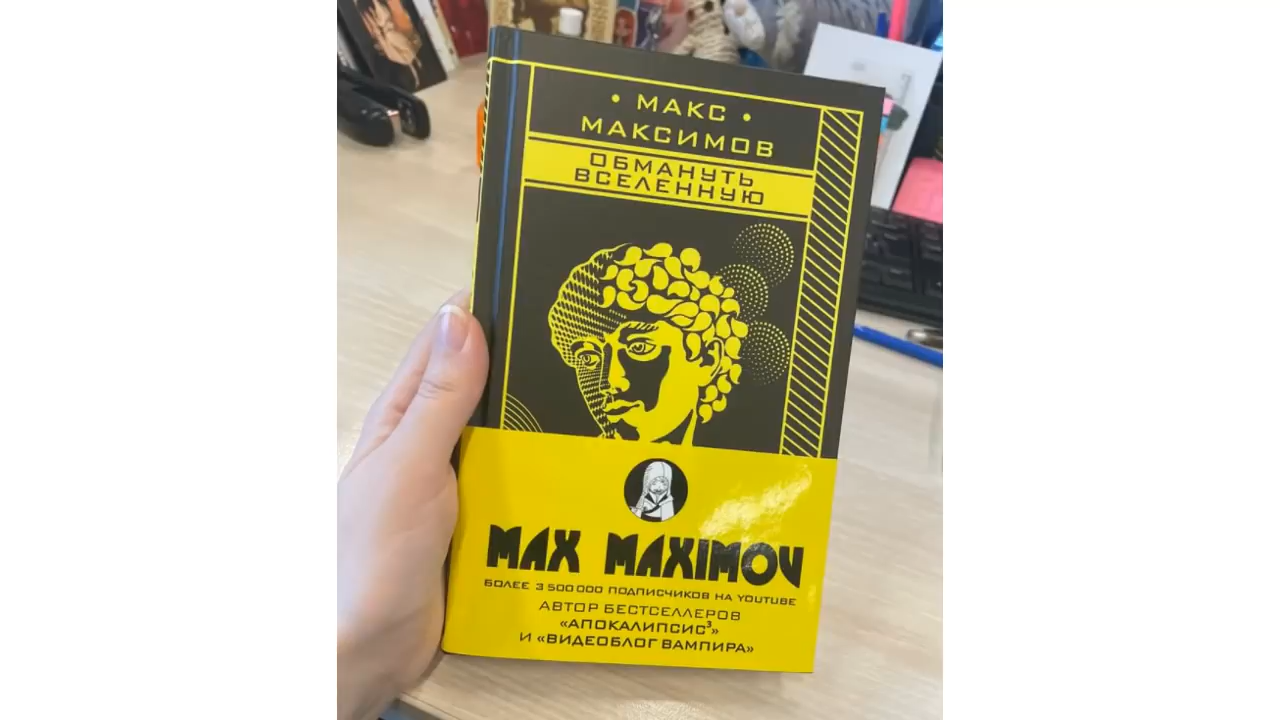 • МАКС •
МАКСИМОВ
ОБМАНУТЬ
ВСЕЛЕННУЮ
MAX MAXIMOV
БОЛЕЕ 3 500 000 ПОДПИСЧИКОВ НА YOUTUBE
АВТОР БЕСТСЕЛЛЕРОВ
«АПОКАЛИПСИС³»
И «ВИДЕОБЛОГ ВАМПИРА»